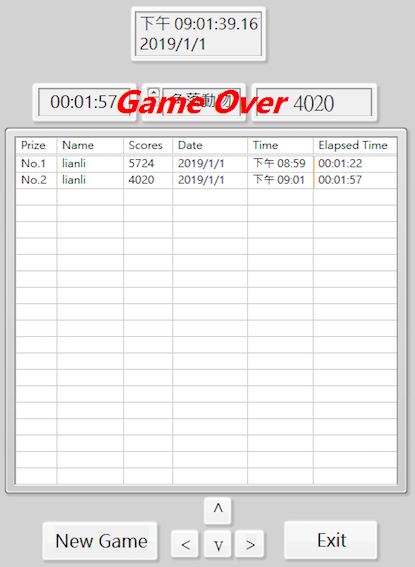 下午 09:01:39.16
2019/1/1
00:01:57
Game Over
4020
Prize Name Scores Date Time Elapsed Time
No.1 lianli 5724 2019/1/1 下午 08:59 00:01:22
No.2 lianli 4020 2019/1/1 下午 09:01 00:01:57
^
New Game < v > Exit